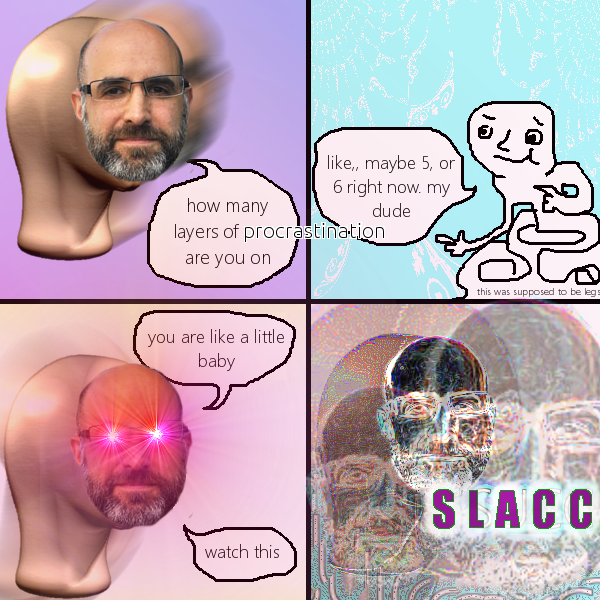 how many
layers of procrastination
are you on
like,, maybe 5, or
6 right now. my
dude
this was supposed to be legs
you are like a little
baby
watch this
SLACC